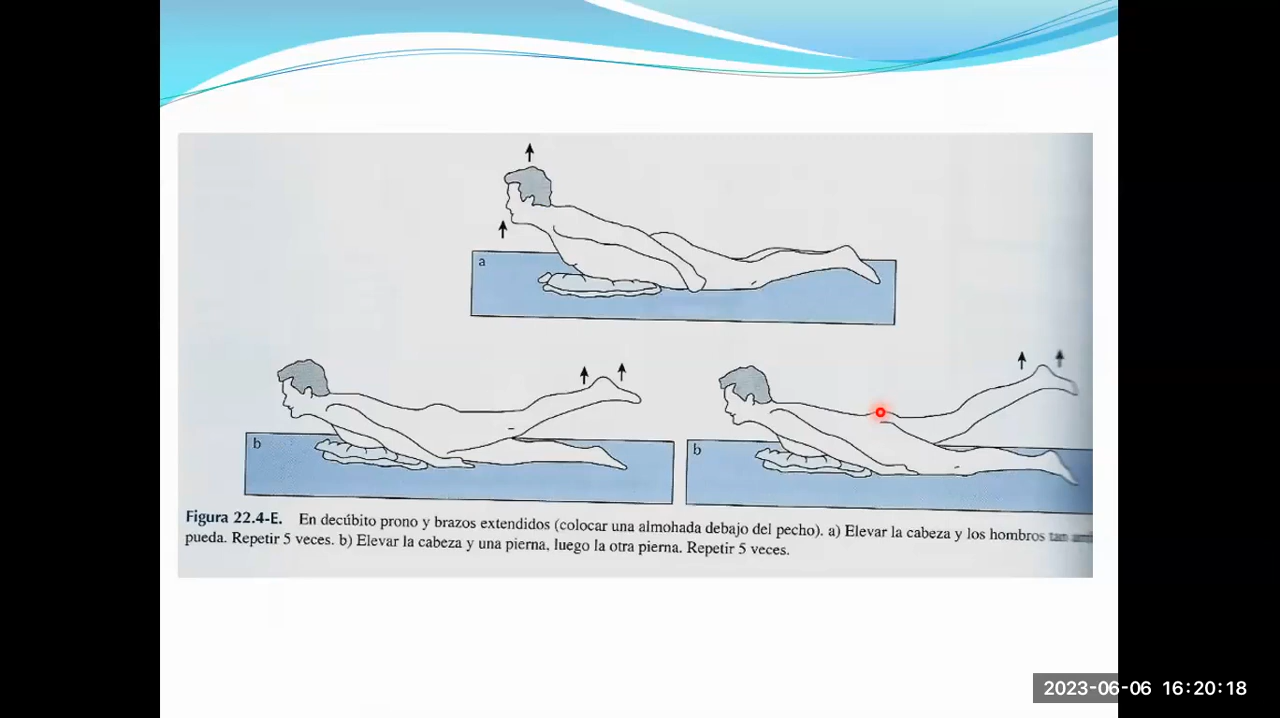 a
b
b
Figura 22.4-E. En decúbito prono y brazos extendidos (colocar una almohada debajo del pecho). a) Elevar la cabeza y los hombros tan
pueda. Repetir 5 veces. b) Elevar la cabeza y una pierna, luego la otra pierna. Repetir 5 veces.
2023-06-06 16:20:18